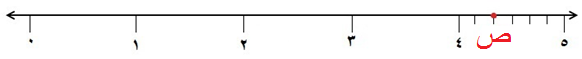 ٠ ١ ٢ ٣ ٤ ص ٥